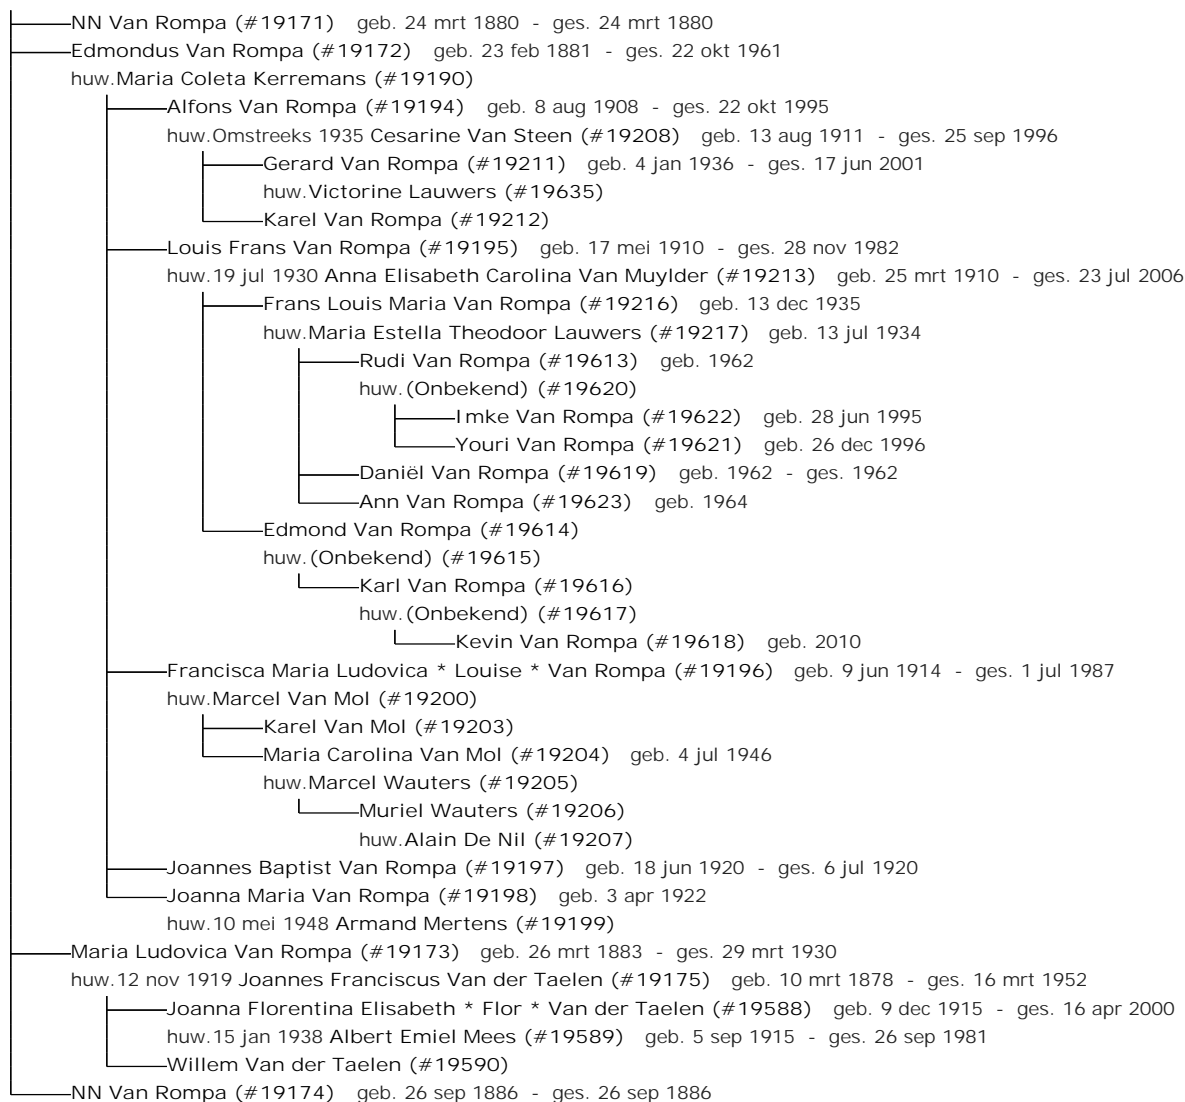 NN Van Rompa (#19171) geb. 24 mrt 1880 - ges. 24 mrt 1880
Edmondus Van Rompa (#19172) geb. 23 feb 1881 - ges. 22 okt 1961
huw.Maria Coleta Kerremans (#19190)
Alfons Van Rompa (#19194) geb. 8 aug 1908 - ges. 22 okt 1995
huw.Omstreeks 1935 Cesarine Van Steen (#19208) geb. 13 aug 1911 - ges. 25 sep 1996
Gerard Van Rompa (#19211) geb. 4 jan 1936 - ges. 17 jun 2001
huw.Victorine Lauwers (#19635)
Karel Van Rompa (#19212)
Louis Frans Van Rompa (#19195) geb. 17 mei 1910 - ges. 28 nov 1982
huw.19 jul 1930 Anna Elisabeth Carolina Van Muylder (#19213) geb. 25 mrt 1910 - ges. 23 jul 2006
Frans Louis Maria Van Rompa (#19216) geb. 13 dec 1935
huw.Maria Estella Theodoor Lauwers (#19217) geb. 13 jul 1934
Rudi Van Rompa (#19613) geb. 1962
huw.(Onbekend) (#19620)
Imke Van Rompa (#19622) geb. 28 jun 1995
Youri Van Rompa (#19621) geb. 26 dec 1996
Daniël Van Rompa (#19619) geb. 1962 - ges. 1962
Ann Van Rompa (#19623) geb. 1964
Edmond Van Rompa (#19614)
huw.(Onbekend) (#19615)
Karl Van Rompa (#19616)
huw.(Onbekend) (#19617)
Kevin Van Rompa (#19618) geb. 2010
Francisca Maria Ludovica * Louise * Van Rompa (#19196) geb. 9 jun 1914 - ges. 1 jul 1987
huw.Marcel Van Mol (#19200)
Karel Van Mol (#19203)
Maria Carolina Van Mol (#19204) geb. 4 jul 1946
huw.Marcel Wauters (#19205)
Muriel Wauters (#19206)
huw.Alain De Nil (#19207)
Joannes Baptist Van Rompa (#19197) geb. 18 jun 1920 - ges. 6 jul 1920
Joanna Maria Van Rompa (#19198) geb. 3 apr 1922
huw.10 mei 1948 Armand Mertens (#19199)
Maria Ludovica Van Rompa (#19173) geb. 26 mrt 1883 - ges. 29 mrt 1930
huw.12 nov 1919 Joannes Franciscus Van der Taelen (#19175) geb. 10 mrt 1878 - ges. 16 mrt 1952
Joanna Florentina Elisabeth * Flor * Van der Taelen (#19588) geb. 9 dec 1915 - ges. 16 apr 2000
huw.15 jan 1938 Albert Emiel Mees (#19589) geb. 5 sep 1915 - ges. 26 sep 1981
Willem Van der Taelen (#19590)
NN Van Rompa (#19174) geb. 26 sep 1886 - ges. 26 sep 1886